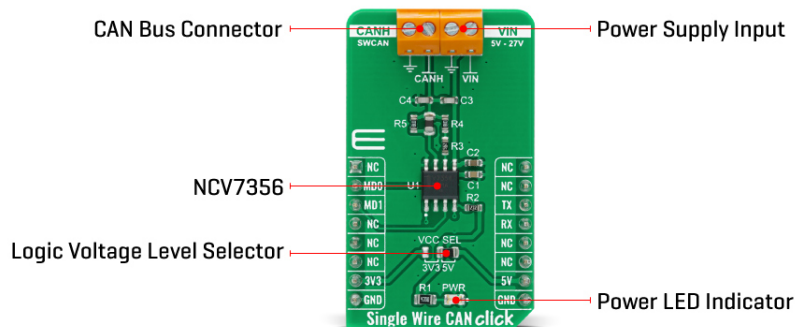 CAN Bus Connector
CANH
SWCAN
VIN
5V - 27V
Power Supply Input
CANH
VIN
C4
C3
R5
R4
R3
C2
C1
U1
R2
NC
MD0
MD1
NC
NC
NC
3V3
GND
NC
NC
TX
RX
NC
NC
5V
GND
NCV7356
Logic Voltage Level Selector
VCC SEL
3V3 5V
R1
PWR
Power LED Indicator
Single Wire CAN click